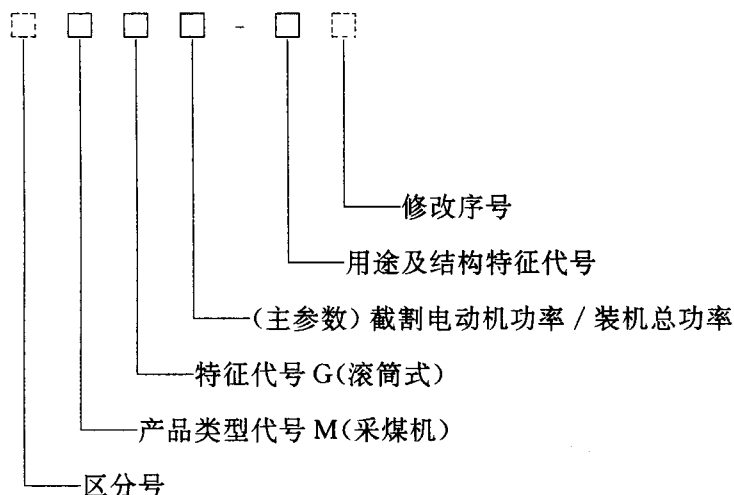 -
修改序号
用途及结构特征代号
(主参数) 截割电动机功率 / 装机总功率
特征代号 G(滚筒式)
产品类型代号 M(采煤机)
区分号